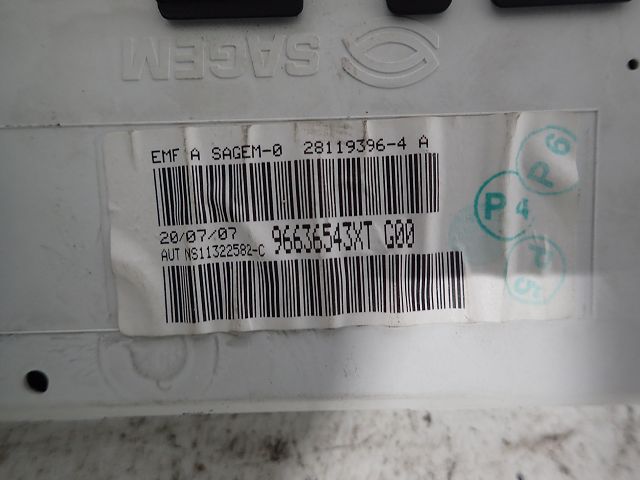 SAGEM
EMF A SAGEM-0 28119396-4 A
20/07/07
96636543XT G00
AUT NS11322582-C
P 6
P 4
P 5